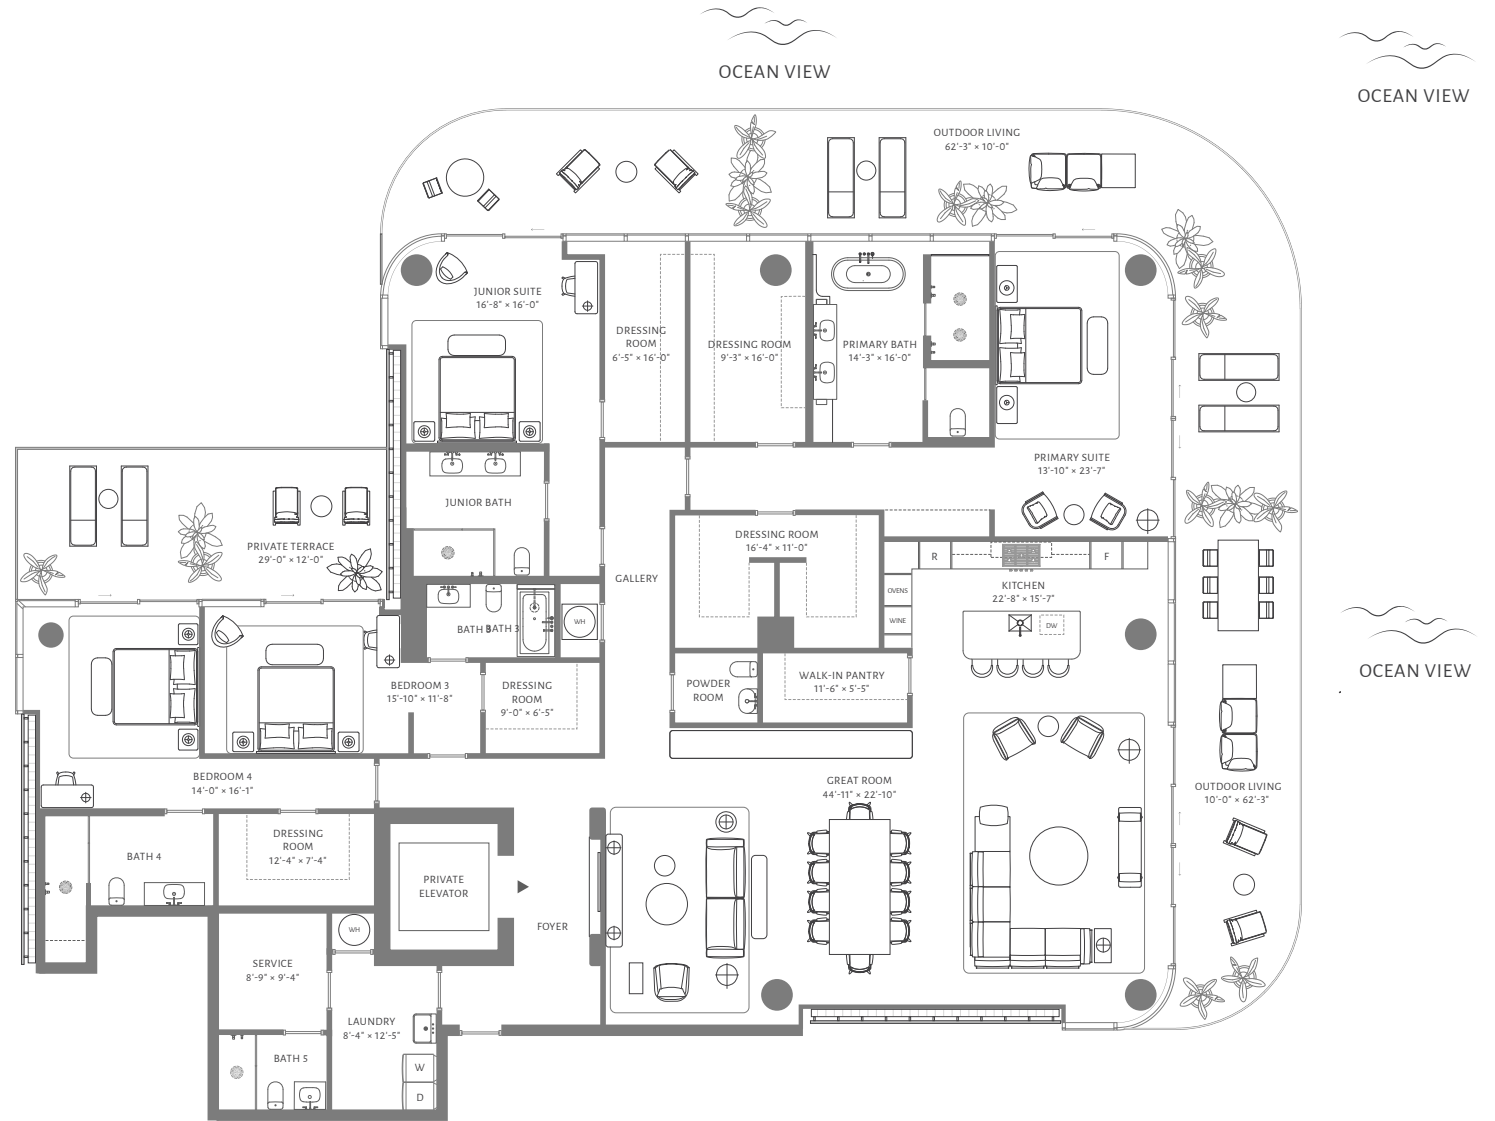 OCEAN VIEW
OCEAN VIEW
OUTDOOR LIVING
62'-3" × 10'-0"
JUNIOR SUITE
16'-8" × 16'-0"
DRESSING
ROOM
6'-5" × 16'-0"
DRESSING ROOM
9'-3" × 16'-0"
PRIMARY BATH
14'-3" × 16'-0"
PRIMARY SUITE
13'-10" × 23'-7"
JUNIOR BATH
PRIVATE TERRACE
29'-0" × 12'-0"
DRESSING ROOM
16'-4" × 11'-0"
GALLERY
R
F
KITCHEN
22'-8" × 15'-7"
OVENS
WINE
DW
BATH 3
BATH 3
WH
OCEAN VIEW
BEDROOM 3
15'-10" × 11'-8"
DRESSING
ROOM
9'-0" × 6'-5"
POWDER
ROOM
WALK-IN PANTRY
11'-6" × 5'-5"
BEDROOM 4
14'-0" × 16'-1"
GREAT ROOM
44'-11" × 22'-10"
OUTDOOR LIVING
10'-0" × 62'-3"
BATH 4
DRESSING
ROOM
12'-4" × 7'-4"
PRIVATE
ELEVATOR
FOYER
WH
SERVICE
8'-9" × 9'-4"
LAUNDRY
8'-4" × 12'-5"
BATH 5
W
D